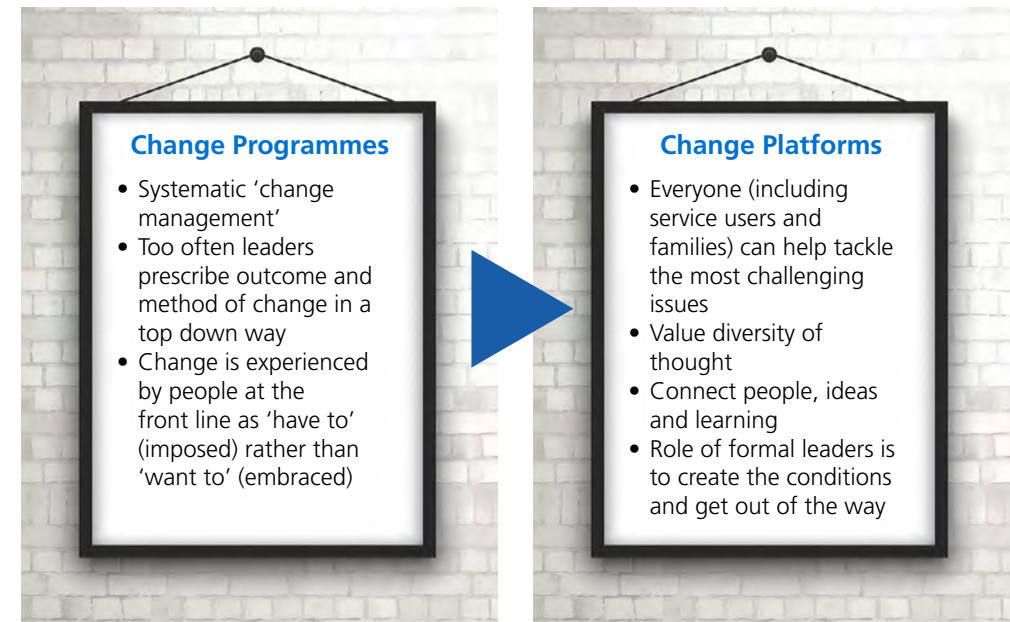 Change Programmes
• Systematic ‘change
management’
• Too often leaders
prescribe outcome and
method of change in a
top down way
• Change is experienced
by people at the
front line as ‘have to’
(imposed) rather than
‘want to’ (embraced)
Change Platforms
• Everyone (including
service users and
families) can help tackle
the most challenging
issues
• Value diversity of
thought
• Connect people, ideas
and learning
• Role of formal leaders is
to create the conditions
and get out of the way